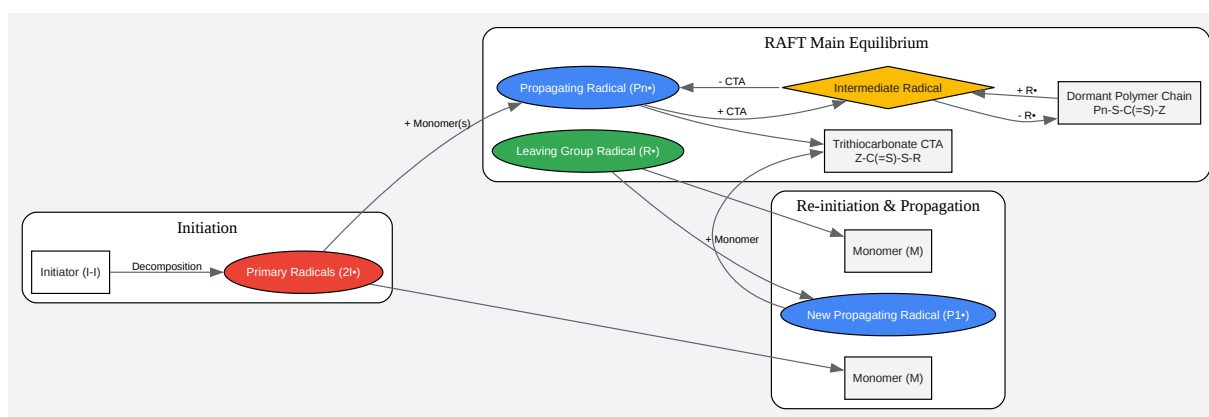 RAFT Main Equilibrium
Propagating Radical (Pn•)
- CTA
+ CTA
Intermediate Radical
+ R•
- R•
Dormant Polymer Chain
Pn-S-C(=S)-Z
+ Monomer(s)
Leaving Group Radical (R•)
Trithiocarbonate CTA
Z-C(=S)-S-R
Initiation
Initiator (I-I)
Decomposition
Primary Radicals (2I•)
Re-initiation & Propagation
+ Monomer
Monomer (M)
New Propagating Radical (P1•)
Monomer (M)